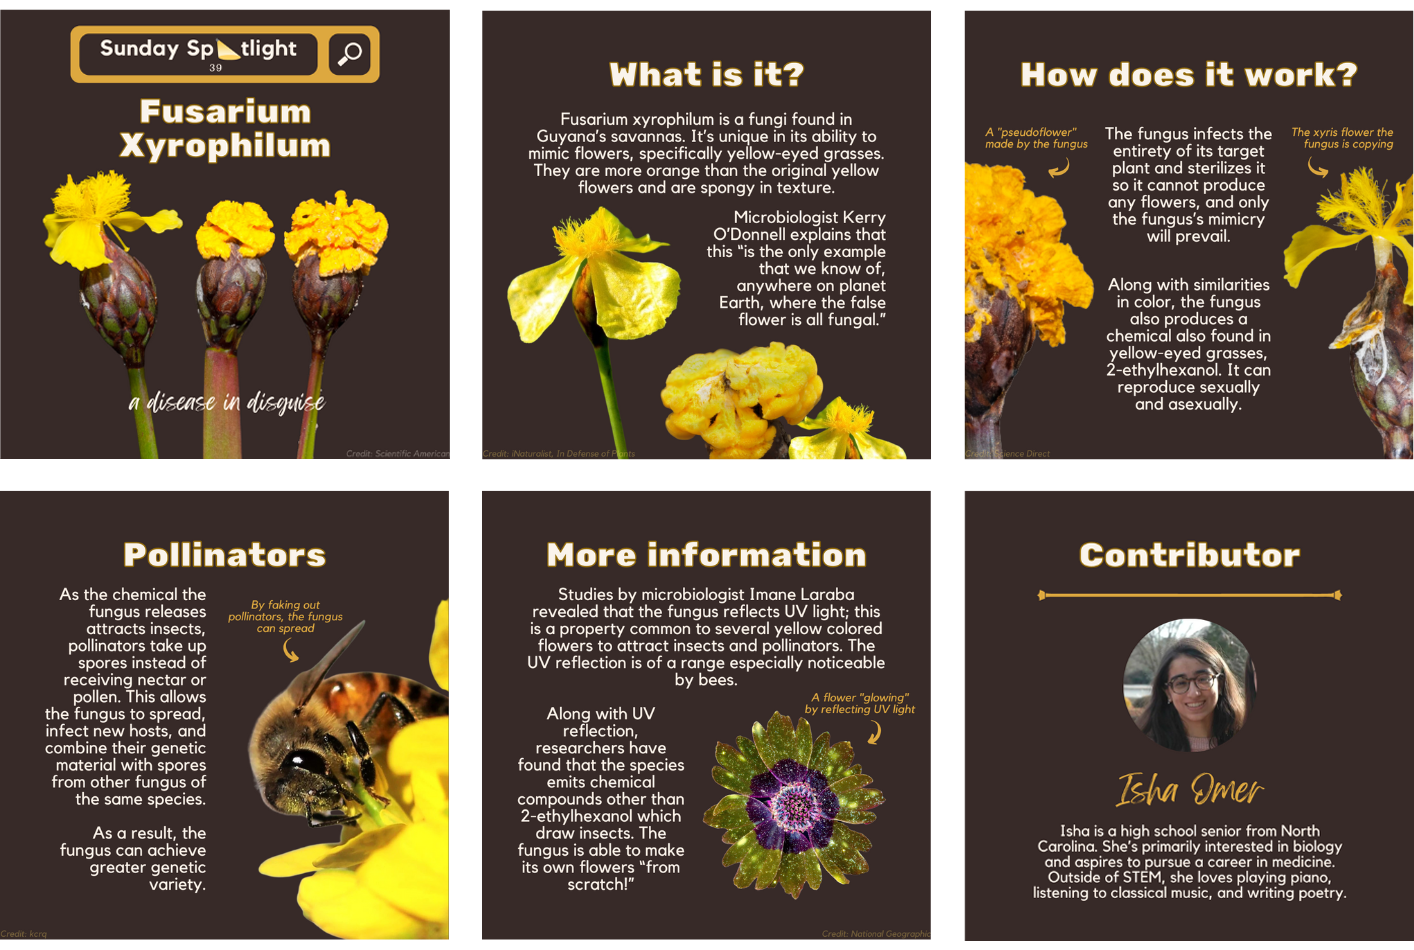 Sunday Sp tlight
39
Fusarium
Xyrophilum
a disease in disguise
Credit: Scientific American
What is it?
Fusarium xyrophilum is a fungi found in
Guyana's savannas. It's unique in its ability to
mimic flowers, specifically yellow-eyed grasses.
They are more orange than the original yellow
flowers and are spongy in texture.
Microbiologist Kerry
O'Donnell explains that
this “is the only example
that we know of,
anywhere on planet
Earth, where the false
flower is all fungal.”
Credit: iNaturalist, In Defense of Plants
How does it work?
A "pseudoflower"
made by the fungus
The fungus infects the
entirety of its target
plant and sterilizes it
so it cannot produce
any flowers, and only
the fungus's mimicry
will prevail.
The xyris flower the
fungus is copying
Along with similarities
in color, the fungus
also produces a
chemical also found in
yellow-eyed grasses,
2-ethylhexanol. It can
reproduce sexually
and asexually.
Credit: Science Direct
Pollinators
As the chemical the
fungus releases
attracts insects,
pollinators take up
spores instead of
receiving nectar or
pollen. This allows
the fungus to spread,
infect new hosts, and
combine their genetic
material with spores
from other fungus of
the same species.
By faking out
pollinators, the fungus
can spread
As a result, the
fungus can achieve
greater genetic
variety.
Credit: kcrg
More information
Studies by microbiologist Imane Laraba
revealed that the fungus reflects UV light; this
is a property common to several yellow colored
flowers to attract insects and pollinators. The
UV reflection is of a range especially noticeable
by bees.
A flower "glowing"
by reflecting UV light
Along with UV
reflection,
researchers have
found that the species
emits chemical
compounds other than
2-ethylhexanol which
draw insects. The
fungus is able to make
its own flowers “from
scratch!”
Credit: National Geographic
Contributor
Isha Omer
Isha is a high school senior from North
Carolina. She's primarily interested in biology
and aspires to pursue a career in medicine.
Outside of STEM, she loves playing piano,
listening to classical music, and writing poetry.